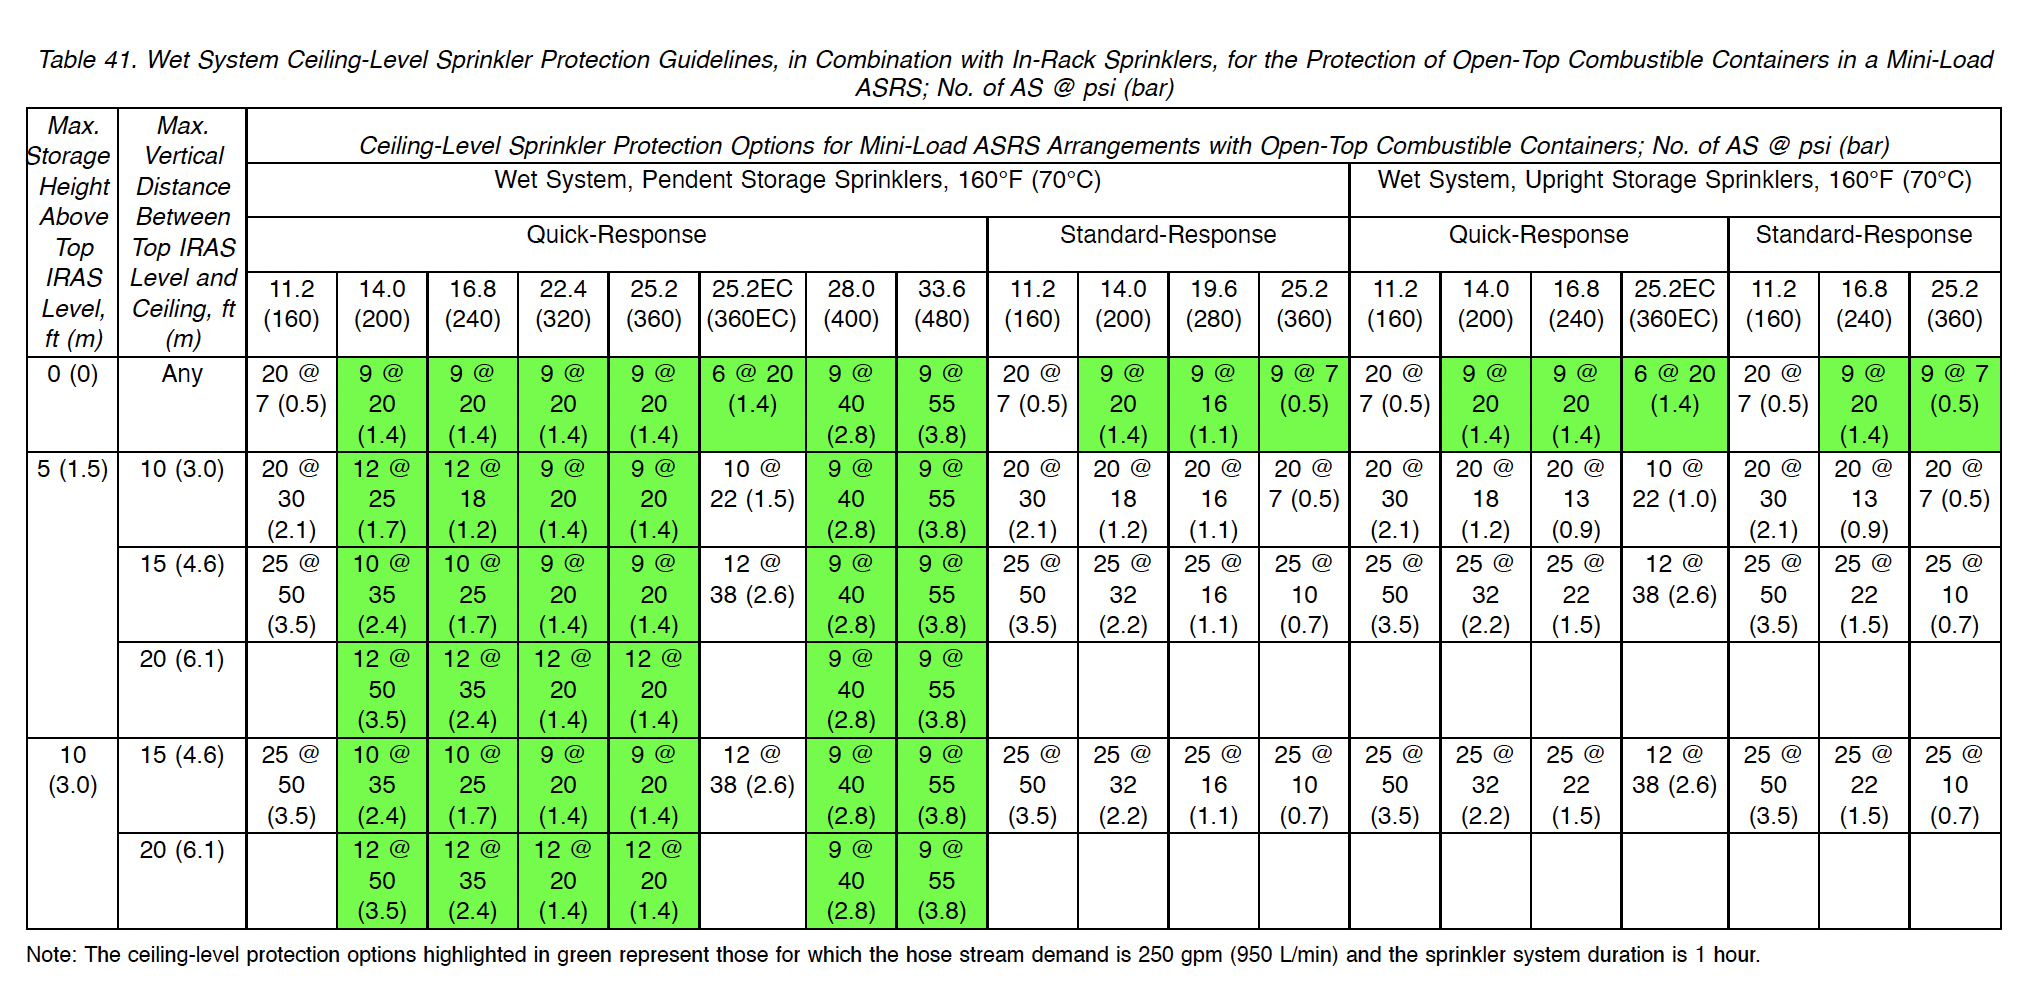 Table 41. Wet System Ceiling-Level Sprinkler Protection Guidelines, in Combination with In-Rack Sprinklers, for the Protection of Open-Top Combustible Containers in a Mini-Load
ASRS; No. of AS @ psi (bar)
Max. Storage Height Above Top IRAS Level, ft (m)
Max. Vertical Distance Between Top IRAS Level and Ceiling, ft (m)
Ceiling-Level Sprinkler Protection Options for Mini-Load ASRS Arrangements with Open-Top Combustible Containers; No. of AS @ psi (bar)
Wet System, Pendent Storage Sprinklers, 160°F (70°C) Wet System, Upright Storage Sprinklers, 160°F (70°C)
Quick-Response Standard-Response Quick-Response Standard-Response
11.2 14.0 16.8 22.4 25.2 25.2EC 28.0 33.6 11.2 14.0 19.6 25.2 11.2 14.0 16.8 25.2EC 11.2 16.8 25.2
(160) (200) (240) (320) (360) (360EC) (400) (480) (160) (200) (280) (360) (160) (200) (240) (360EC) (160) (240) (360)
0 (0) Any 20 @ 9 @ 9 @ 9 @ 9 @ 6 @ 20 9 @ 9 @ 20 @ 9 @ 9 @ 9 @ 7 20 @ 9 @ 9 @ 6 @ 20 20 @ 9 @ 9 @ 7
7 (0.5) 20 20 20 20 (1.4) 40 55 7 (0.5) 20 16 (0.5) 7 (0.5) 20 20 (1.4) 7 (0.5) 20 (0.5)
(1.4) (1.4) (1.4) (1.4) (2.8) (3.8) (1.4) (1.1) (1.4) (1.4) (1.4)
5 (1.5) 10 (3.0) 20 @ 12 @ 12 @ 9 @ 9 @ 10 @ 9 @ 9 @ 20 @ 20 @ 20 @ 20 @ 20 @ 20 @ 20 @ 10 @ 20 @ 20 @ 20 @
30 25 18 20 20 22 (1.5) 40 55 30 18 16 7 (0.5) 30 18 13 22 (1.0) 30 13 7 (0.5)
(2.1) (1.7) (1.2) (1.4) (1.4) (2.8) (3.8) (2.1) (1.2) (1.1) (2.1) (1.2) (0.9) (2.1) (0.9)
15 (4.6) 25 @ 10 @ 10 @ 9 @ 9 @ 12 @ 9 @ 9 @ 25 @ 25 @ 25 @ 25 @ 25 @ 25 @ 25 @ 12 @ 25 @ 25 @ 25 @
50 35 25 20 20 38 (2.6) 40 55 50 32 16 10 50 32 22 38 (2.6) 50 22 10
(3.5) (2.4) (1.7) (1.4) (1.4) (2.8) (3.8) (3.5) (2.2) (1.1) (0.7) (3.5) (2.2) (1.5) (3.5) (1.5) (0.7)
20 (6.1) 12 @ 12 @ 12 @ 12 @ 9 @ 9 @
50 35 20 20 40 55
(3.5) (2.4) (1.4) (1.4) (2.8) (3.8)
10 15 (4.6) 25 @ 10 @ 10 @ 9 @ 9 @ 12 @ 9 @ 9 @ 25 @ 25 @ 25 @ 25 @ 25 @ 25 @ 25 @ 12 @ 25 @ 25 @ 25 @
(3.0) 50 35 25 20 20 38 (2.6) 40 55 50 32 16 10 50 32 22 38 (2.6) 50 22 10
(3.5) (2.4) (1.7) (1.4) (1.4) (2.8) (3.8) (3.5) (2.2) (1.1) (0.7) (3.5) (2.2) (1.5) (3.5) (1.5) (0.7)
20 (6.1) 12 @ 12 @ 12 @ 12 @ 9 @ 9 @
50 35 20 20 40 55
(3.5) (2.4) (1.4) (1.4) (2.8) (3.8)
Note: The ceiling-level protection options highlighted in green represent those for which the hose stream demand is 250 gpm (950 L/min) and the sprinkler system duration is 1 hour.